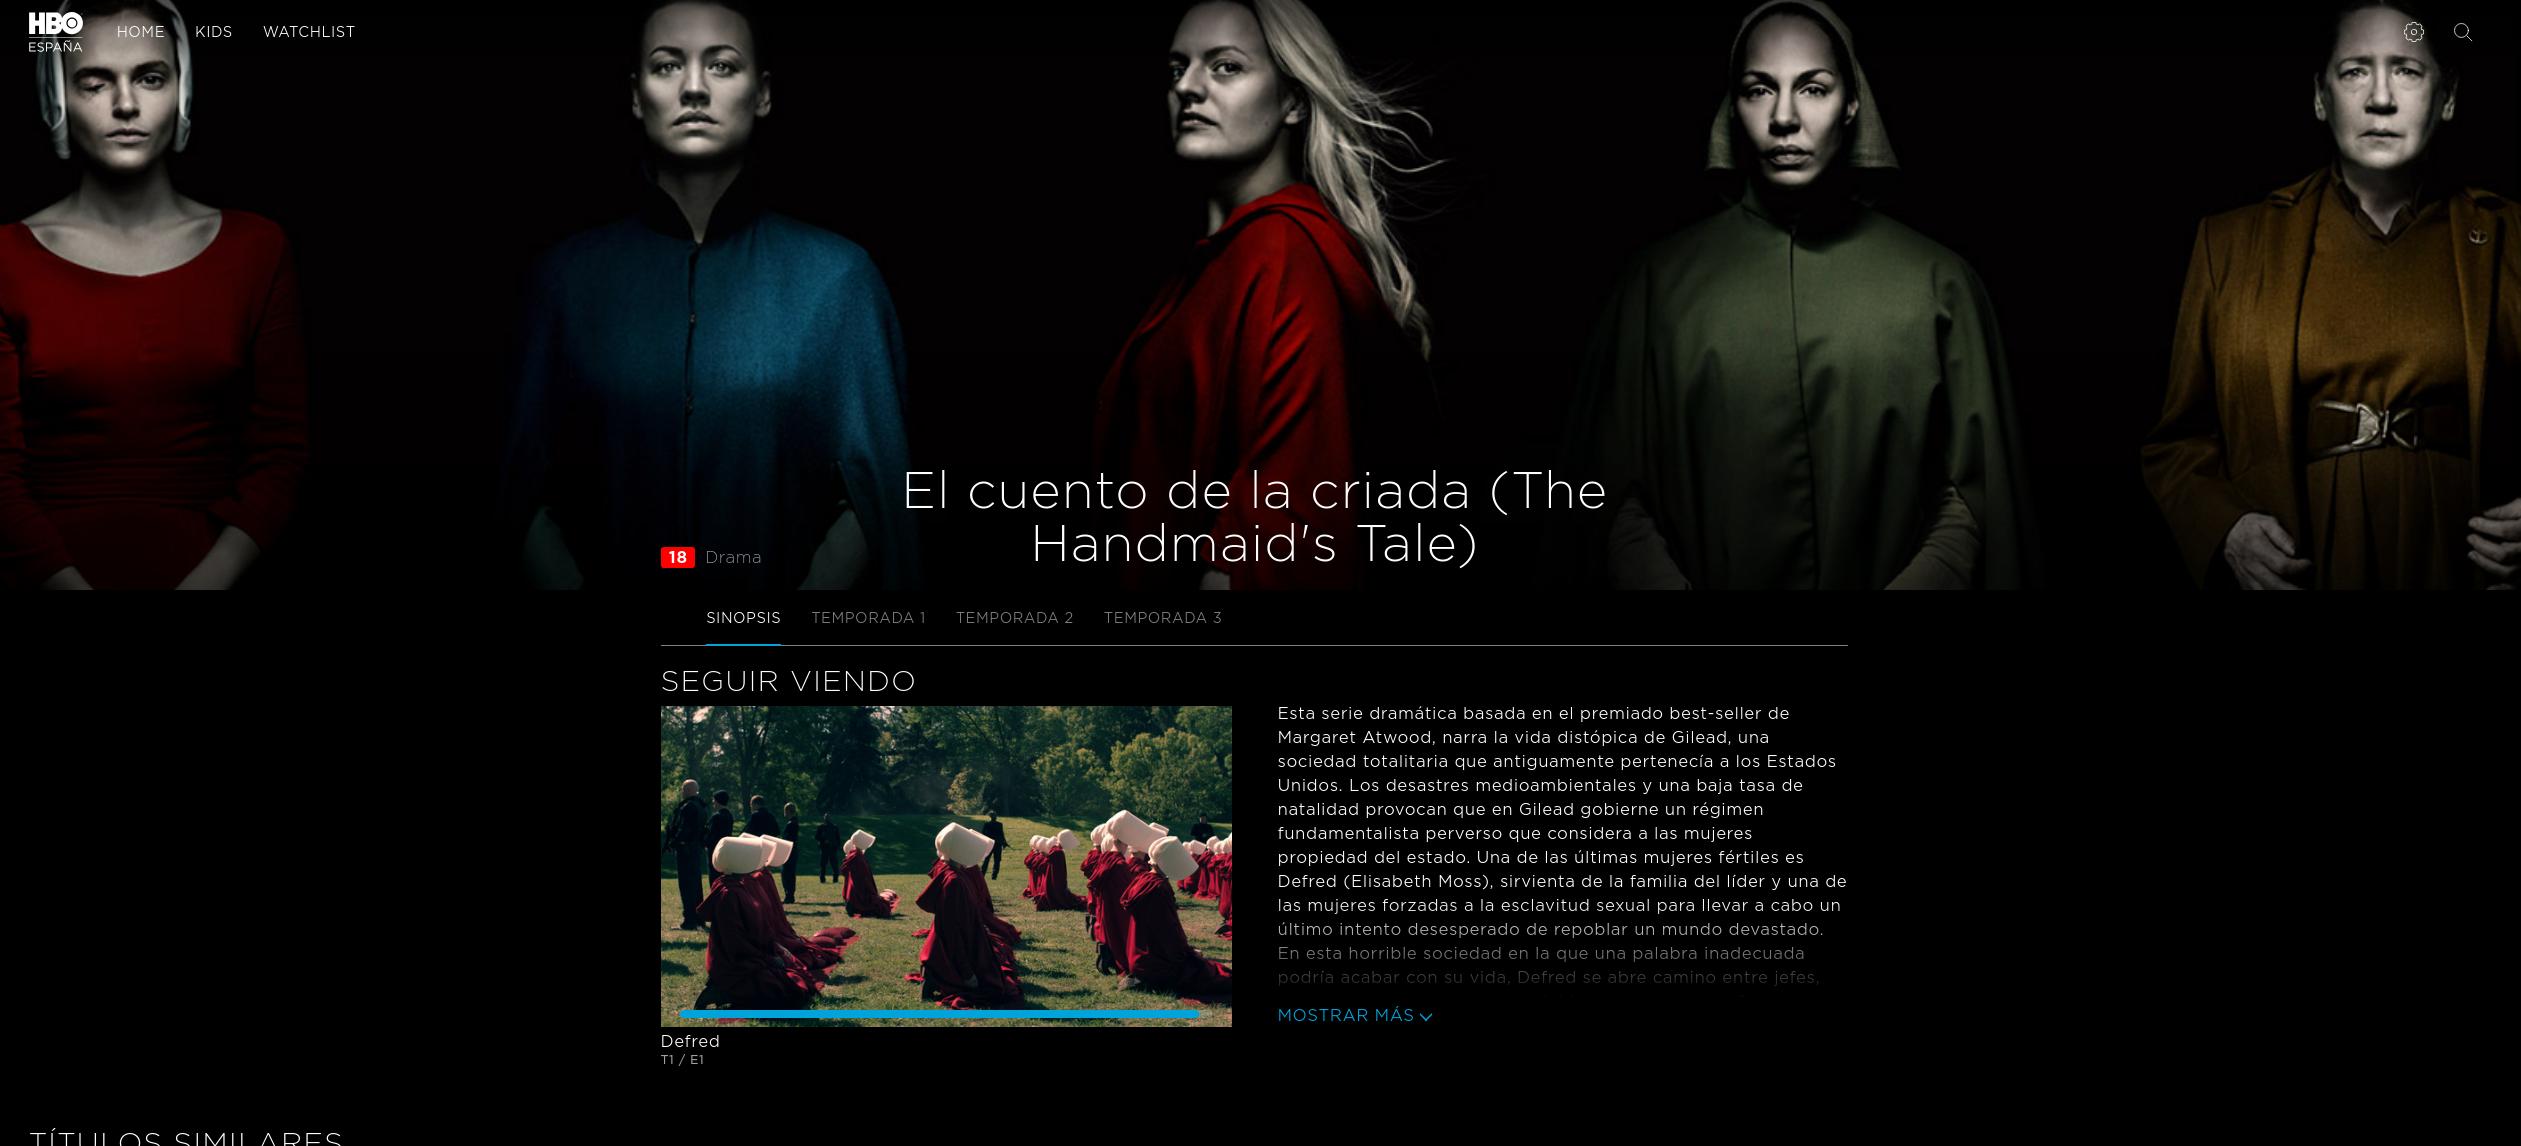 HBO
ESPAÑA
HOME
KIDS
WATCHLIST
El cuento de la criada (The
Handmaid's Tale)
18
Drama
SINOPSIS
TEMPORADA 1
TEMPORADA 2
TEMPORADA 3
SEGUIR VIENDO
Defred
T1 / E1
Esta serie dramática basada en el premiado best-seller de
Margaret Atwood, narra la vida distópica de Gilead, una
sociedad totalitaria que antiguamente pertenecía a los Estados
Unidos. Los desastres medioambientales y una baja tasa de
natalidad provocan que en Gilead gobierne un régimen
fundamentalista perverso que considera a las mujeres
propiedad del estado. Una de las últimas mujeres fértiles es
Defred (Elisabeth Moss), sirvienta de la familia del líder y una de
las mujeres forzadas a la esclavitud sexual para llevar a cabo un
último intento desesperado de repoblar un mundo devastado.
En esta horrible sociedad en la que una palabra inadecuada
podría acabar con su vida, Defred se abre camino entre jefes,
MOSTRAR MÁS
TÍTULOS SIMILARES